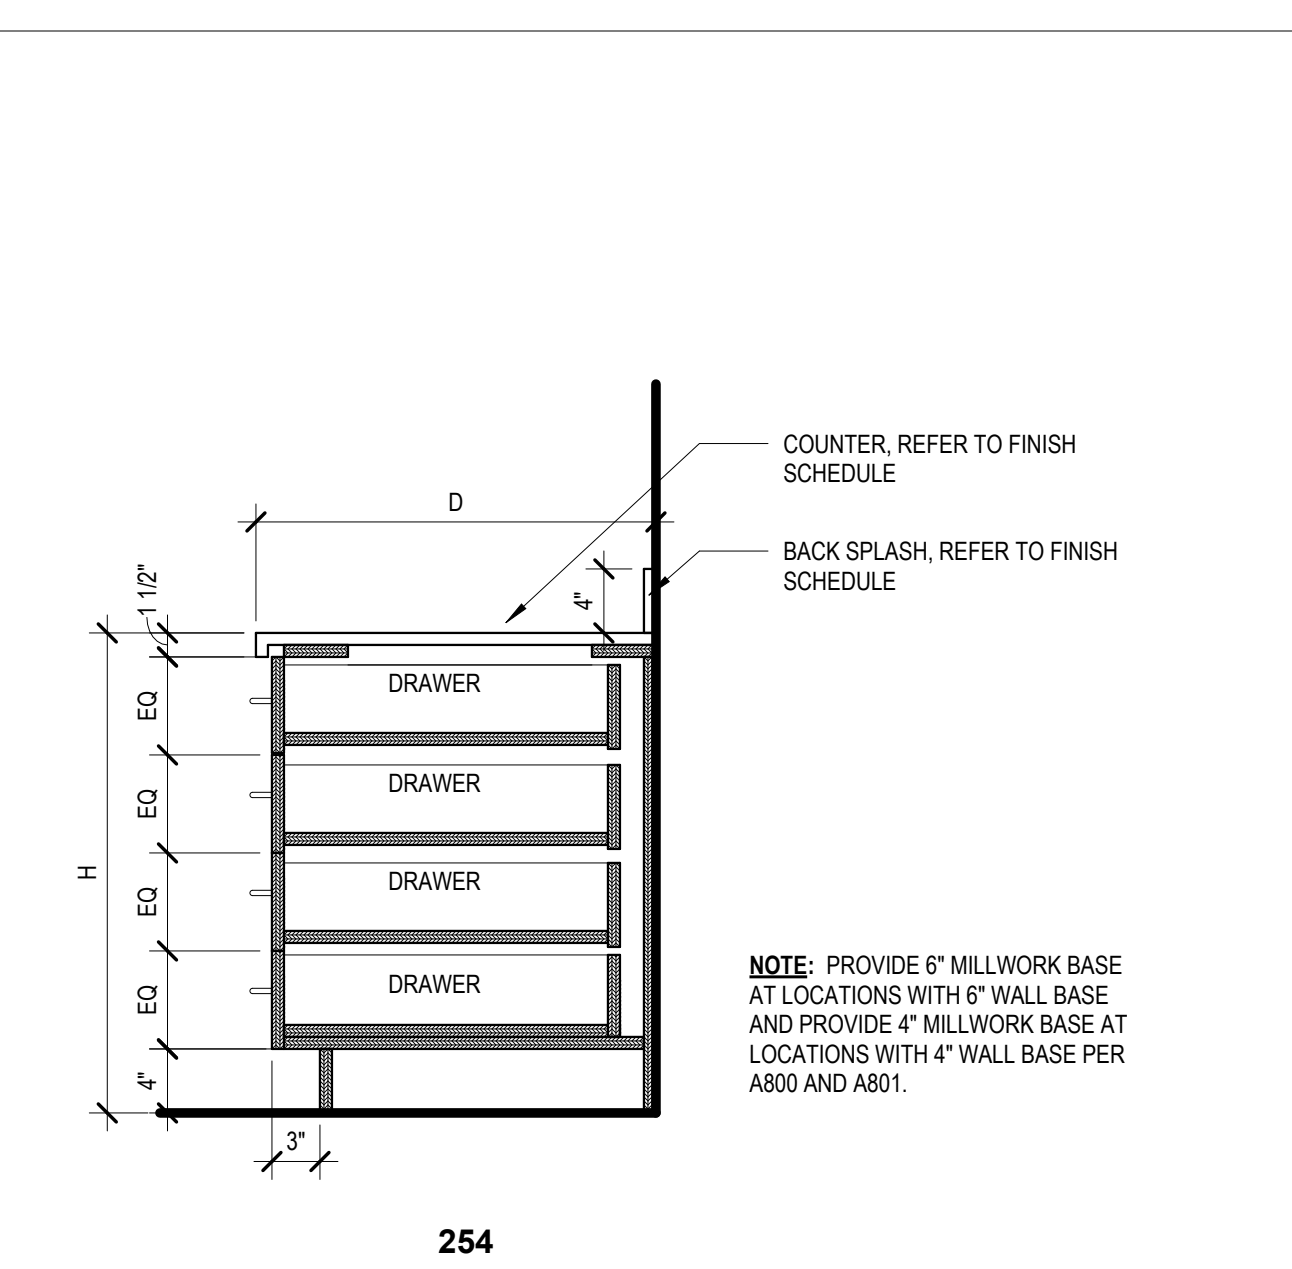 COUNTER, REFER TO FINISH
SCHEDULE
D
BACK SPLASH, REFER TO FINISH
SCHEDULE
1 1/2"
4"
DRAWER
EQ
DRAWER
EQ
H
DRAWER
EQ
DRAWER
EQ
4"
3"
NOTE: PROVIDE 6" MILLWORK BASE
AT LOCATIONS WITH 6" WALL BASE
AND PROVIDE 4" MILLWORK BASE AT
LOCATIONS WITH 4" WALL BASE PER
A800 AND A801.
254